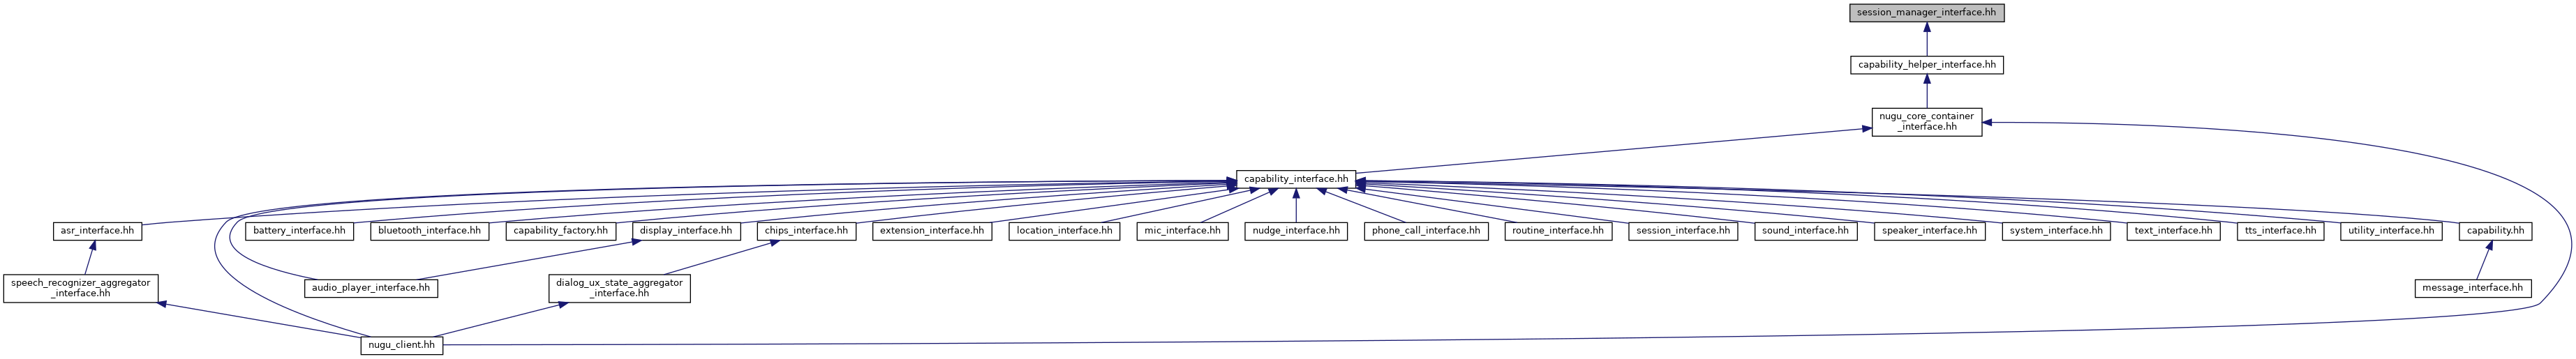 session_manager_interface.hh
capability_helper_interface.hh
nugu_core_container
_interface.hh
capability_interface.hh
asr_interface.hh
battery_interface.hh
bluetooth_interface.hh
capability_factory.hh
display_interface.hh
chips_interface.hh
extension_interface.hh
location_interface.hh
mic_interface.hh
nudge_interface.hh
phone_call_interface.hh
routine_interface.hh
session_interface.hh
sound_interface.hh
speaker_interface.hh
system_interface.hh
text_interface.hh
tts_interface.hh
utility_interface.hh
capability.hh
speech_recognizer_aggregator
_interface.hh
audio_player_interface.hh
dialog_ux_state_aggregator
_interface.hh
message_interface.hh
nugu_client.hh